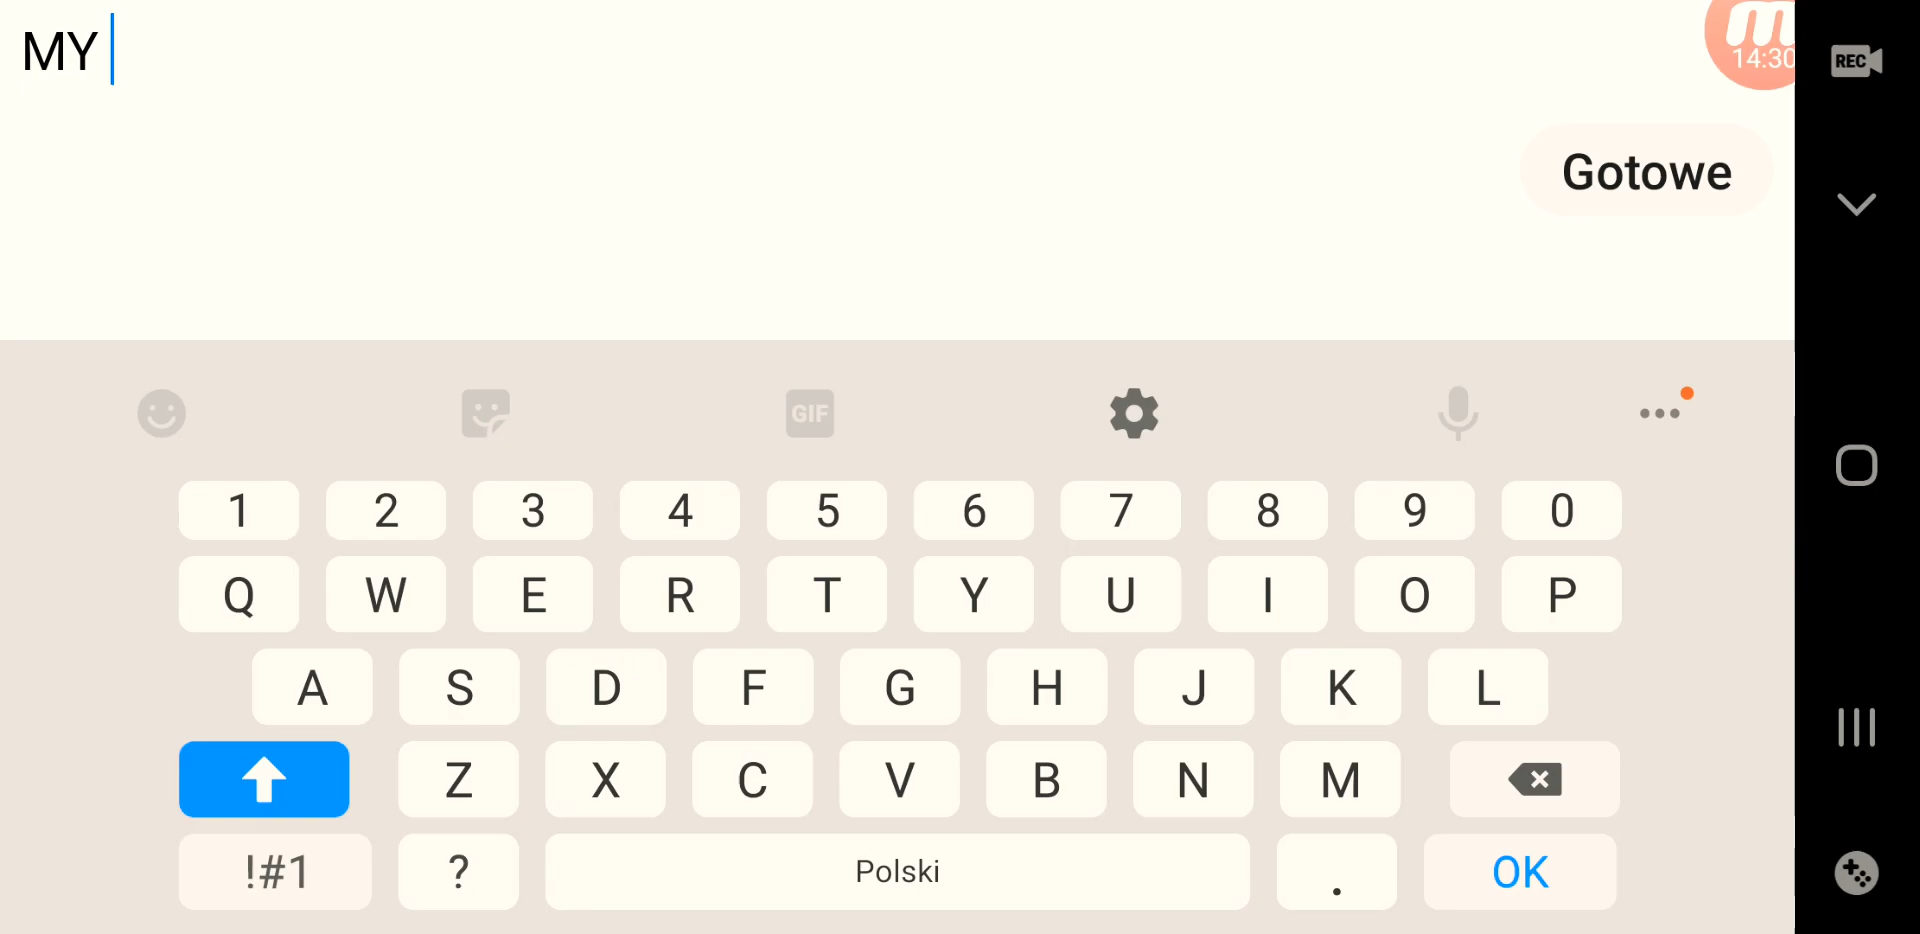 MY
14:30
REC
Gotowe
GIF
1 2 3 4 5 6 7 8 9 0
Q W E R T Y U I O P
A S D F G H J K L
Z X C V B N M
!#1 ? Polski . OK